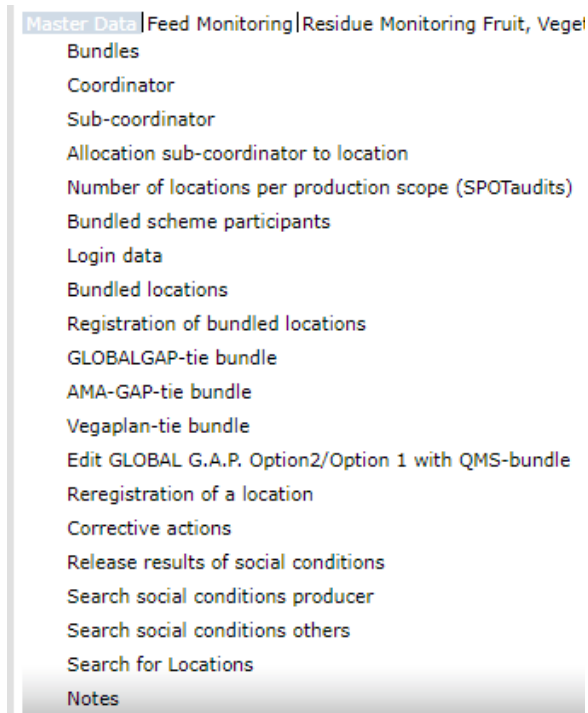 Master Data|Feed Monitoring|Residue Monitoring Fruit,
Bundles
Coordinator
Sub-coordinator
Allocation sub-coordinator to location
Number of locations per production scope (SPOTaudits)
Bundled scheme participants
Login data
Bundled locations
Registration of bundled locations
GLOBALGAP-tie bundle
AMA-GAP-tie bundle
Vegaplan-tie bundle
Edit GLOBAL G.A.P. Option2/Option 1 with QMS-bundle
Reregistration of a location
Corrective actions
Release results of social conditions
Search social conditions producer
Search social conditions others
Search for Locations
Notes